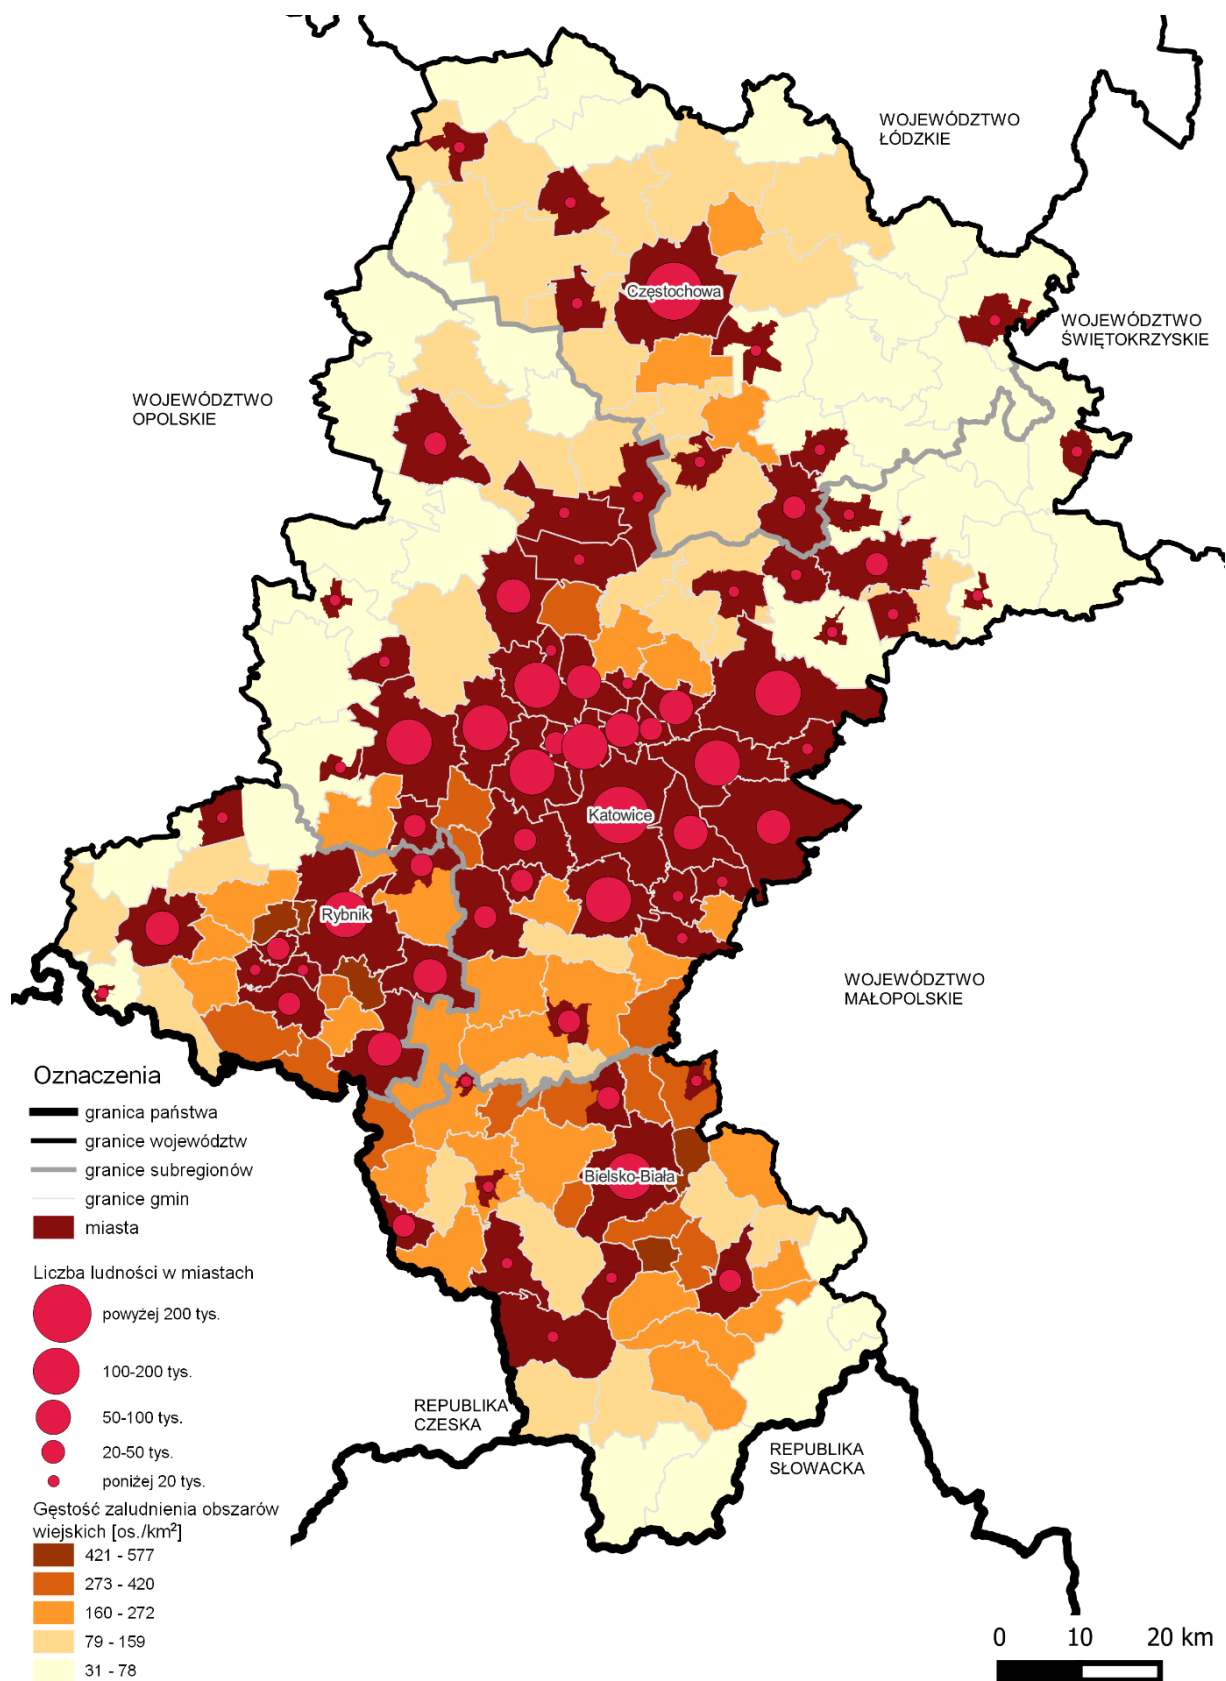 WOJEWÓDZTWO
ŁÓDZKIE
Częstochowa
WOJEWÓDZTWO
ŚWIĘTOKRZYSKIE
WOJEWÓDZTWO
OPOLSKIE
Katowice
Rybnik
WOJEWÓDZTWO
MAŁOPOLSKIE
Bielsko-Biała
REPUBLIKA
CZESKA
REPUBLIKA
SŁOWACKA
Oznaczenia
granica państwa
granice województw
granice subregionów
granice gmin
miasta
Liczba ludności w miastach
powyżej 200 tys.
100-200 tys.
50-100 tys.
20-50 tys.
poniżej 20 tys.
Gęstość zaludnienia obszarów
wiejskich [os./km²]
421 - 577
273 - 420
160 - 272
79 - 159
31 - 78
0 10 20 km